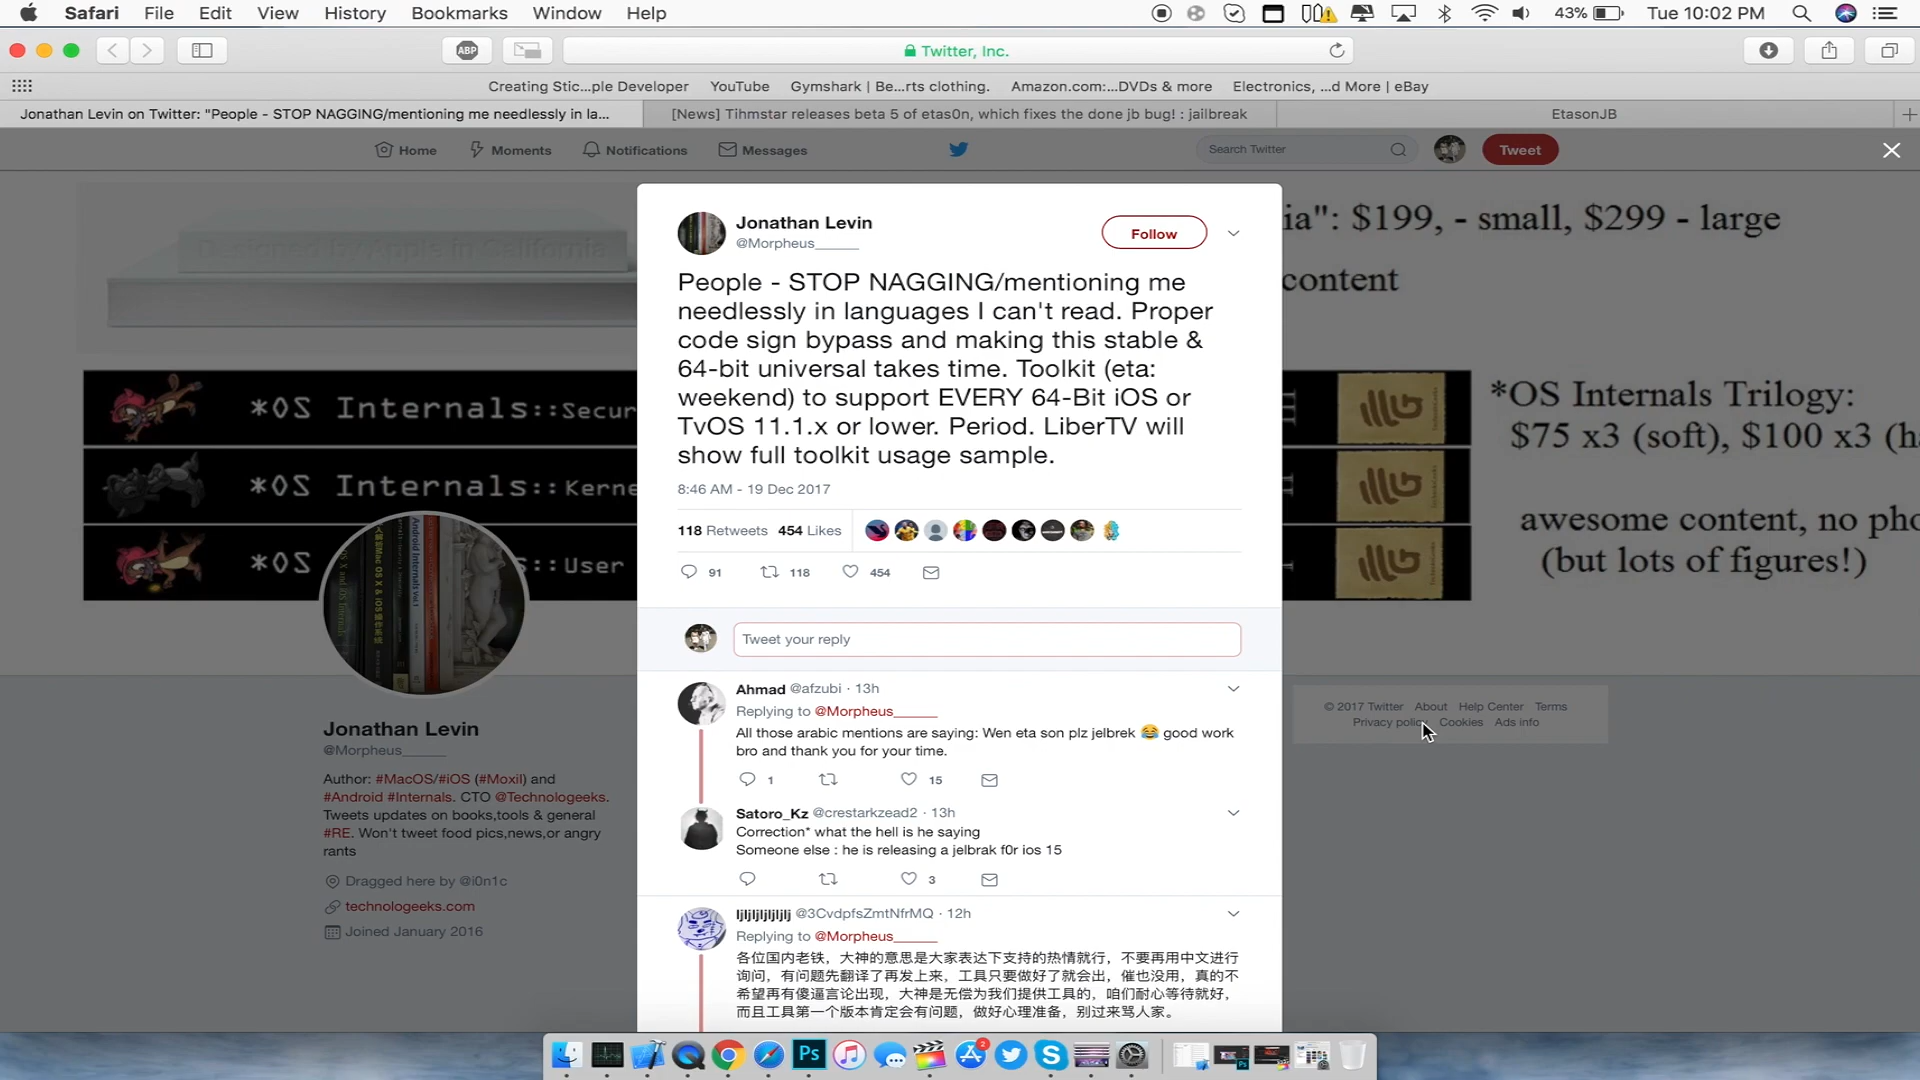 Safari File Edit View History Bookmarks Window Help 43% Tue 10:02 PM
ABP Twitter, Inc.
Creating Stic...ple Developer YouTube Gymshark | Be...rts clothing. Amazon.com:...DVDs & more Electronics, ...d More | eBay
Jonathan Levin on Twitter: "People - STOP NAGGING/mentioning me needlessly in la... [News] Tihmstar releases beta 5 of etas0n, which fixes the done jb bug! : jailbreak EtasonJB
Home Moments Notifications Messages Search Twitter Tweet
Designed by Apple in California
ia": $199, - small, $299 - large
content
*OS Internals::Secur
*OS Internals::Kerne
*OS
s::User
*OS Internals Trilogy:
$75 x3 (soft), $100 x3 (ha
awesome content, no pho
(but lots of figures!)
Jonathan Levin
@Morpheus______
Follow
People - STOP NAGGING/mentioning me
needlessly in languages I can't read. Proper
code sign bypass and making this stable &
64-bit universal takes time. Toolkit (eta:
weekend) to support EVERY 64-Bit iOS or
TvOS 11.1.x or lower. Period. LiberTV will
show full toolkit usage sample.
8:46 AM - 19 Dec 2017
118 Retweets 454 Likes
91 118 454
Tweet your reply
Ahmad @afzubi · 13h
Replying to @Morpheus______
All those arabic mentions are saying: Wen eta son plz jelbrek 😂 good work
bro and thank you for your time.
1 15
Satoro_Kz @crestarkzead2 · 13h
Correction* what the hell is he saying
Someone else : he is releasing a jelbrak f0r ios 15
3
ljljljljljljlj @3CvdpfsZmtNfrMQ · 12h
Replying to @Morpheus______
各位国内老铁，大神的意思是大家表达下支持的热情就行，不要再用中文进行
询问，有问题先翻译了再发上来，工具只要做好了就会出，催也没用，真的不
希望再有傻逼言论出现，大神是无偿为我们提供工具的，咱们耐心等待就好，
而且工具第一个版本肯定会有问题，做好心理准备，别过来骂人家。
Jonathan Levin
@Morpheus______
Author: #MacOS/#iOS (#Moxil) and
#Android #Internals. CTO @Technologeeks.
Tweets updates on books,tools & general
#RE. Won't tweet food pics,news,or angry
rants
Dragged here by @i0n1c
technologeeks.com
Joined January 2016
© 2017 Twitter About Help Center Terms
Privacy policy Cookies Ads info
Ps
2